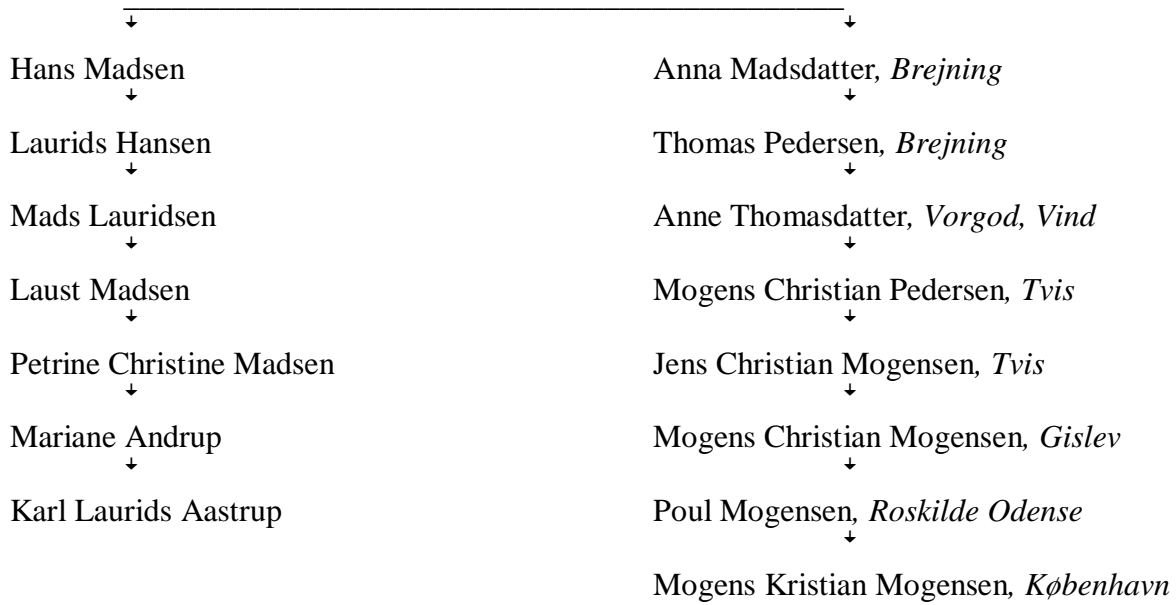 Hans Madsen
Anna Madsdatter, Brejning
Laurids Hansen
Thomas Pedersen, Brejning
Mads Lauridsen
Anne Thomasdatter, Vorgod, Vind
Laust Madsen
Mogens Christian Pedersen, Tvis
Petrine Christine Madsen
Jens Christian Mogensen, Tvis
Mariane Andrup
Mogens Christian Mogensen, Gislev
Karl Laurids Aastrup
Poul Mogensen, Roskilde Odense
Mogens Kristian Mogensen, København